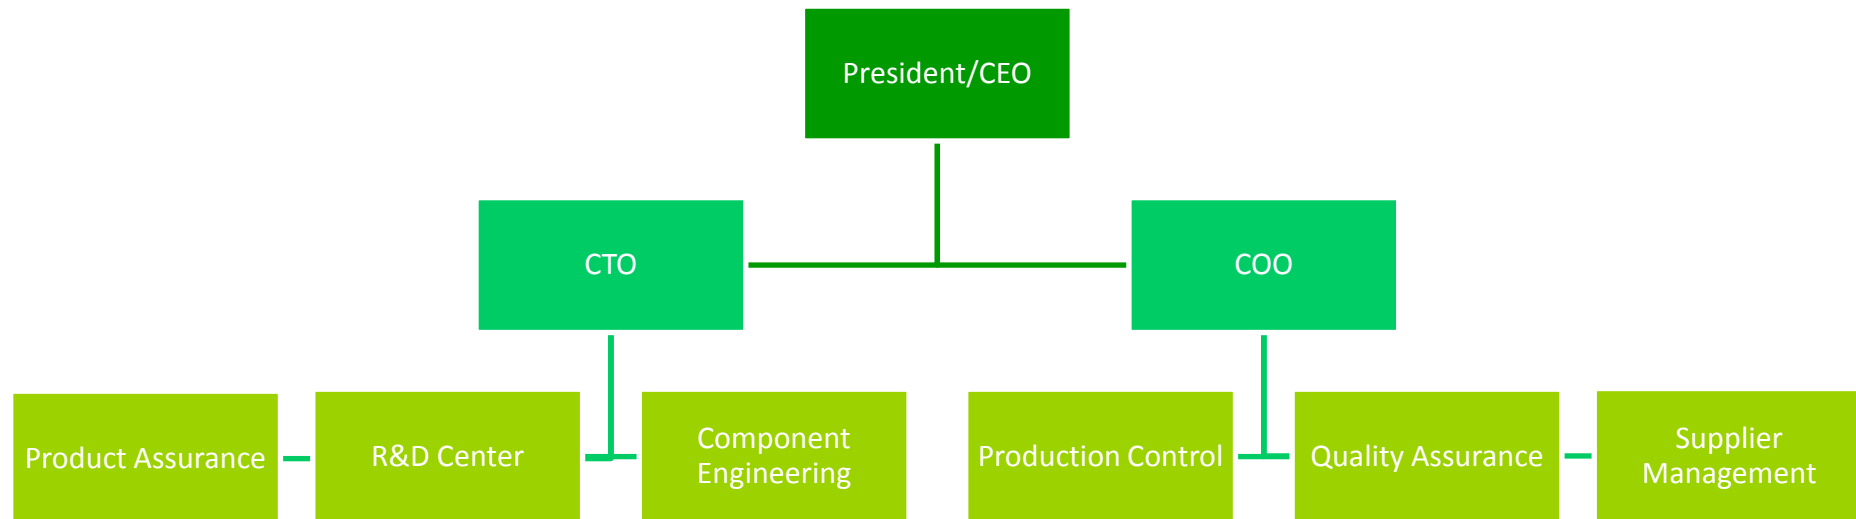 President/CEO
CTO
COO
Product Assurance
R&D Center
Component
Engineering
Production Control
Quality Assurance
Supplier
Management